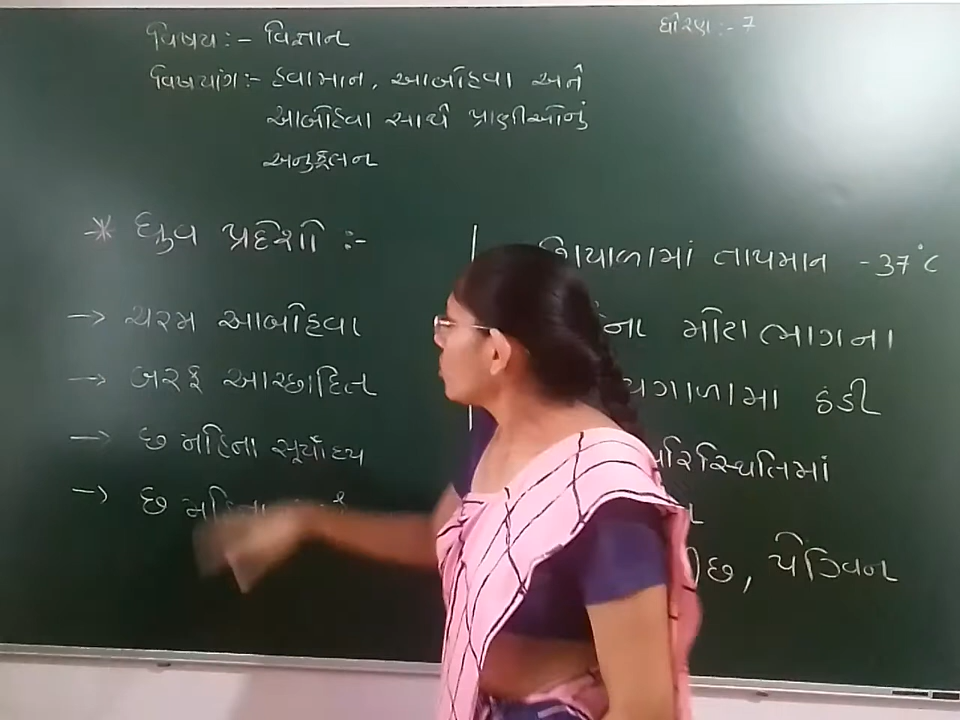 વિષય :- વિજ્ઞાન
ધોરણ :- 7
વિષયાંગ :- હવામાન, આબોહવા અને
આબોહવા સાથે પ્રાણીઓનું
અનુકૂલન
* ધ્રુવ પ્રદેશો :-
→ ચરમ આબોહવા
→ બરફ આચ્છાદિત
→ છ મહિના સૂર્યોદય
→ છ મહિના
શિયાળામાં તાપમાન -37°C
મોટાભાગના
ઠંડી
પરિસ્થિતિમાં
પેંગ્વિન